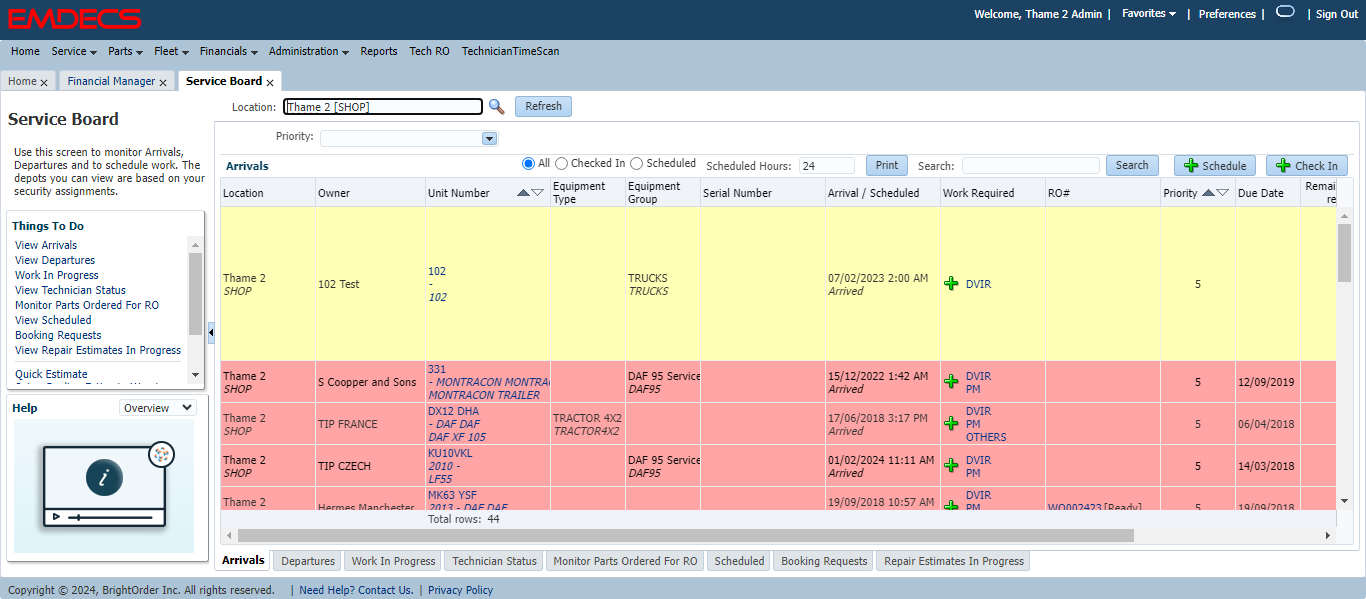 EMDECS
Welcome, Thame 2 Admin | Favorites | Preferences | | Sign Out
Home Service Parts Fleet Financials Administration Reports Tech RO TechnicianTimeScan
Home x Financial Manager x Service Board x
Service Board
Use this screen to monitor Arrivals,
Departures and to schedule work. The
depots you can view are based on your
security assignments.
Things To Do
View Arrivals
View Departures
Work In Progress
View Technician Status
Monitor Parts Ordered For RO
View Scheduled
Booking Requests
View Repair Estimates In Progress
Quick Estimate
Help Overview
i
Location: Thame 2 [SHOP] Refresh
Priority:
Arrivals All Checked In Scheduled Scheduled Hours: 24 Print Search: Search Schedule Check In
Location Owner Unit Number Equipment Type Equipment Group Serial Number Arrival / Scheduled Work Required RO# Priority Due Date Remai re
Thame 2 SHOP 102 Test 102 - 102 TRUCKS TRUCKS 07/02/2023 2:00 AM Arrived DVIR 5
Thame 2 SHOP S Coopper and Sons 331 - MONTRACON MONTRA MONTRACON TRAILER DAF 95 Service DAF95 15/12/2022 1:42 AM Arrived DVIR PM 5 12/09/2019
Thame 2 SHOP TIP FRANCE DX12 DHA - DAF DAF DAF XF 105 TRACTOR 4X2 TRACTOR4X2 17/06/2018 3:17 PM Arrived DVIR PM OTHERS 5 06/04/2018
Thame 2 SHOP TIP CZECH KU10VKL 2010 - LF55 DAF 95 Service DAF95 01/02/2024 11:11 AM Arrived DVIR PM 5 14/03/2018
Thame 2 Hermes Manchester MK63 YSF 2013 - DAF DAF 19/09/2018 10:57 AM DVIR PM WO002423 [Ready] 5 19/09/2018
Total rows: 44
Arrivals Departures Work In Progress Technician Status Monitor Parts Ordered For RO Scheduled Booking Requests Repair Estimates In Progress
Copyright © 2024, BrightOrder Inc. All rights reserved. | Need Help? Contact Us. | Privacy Policy